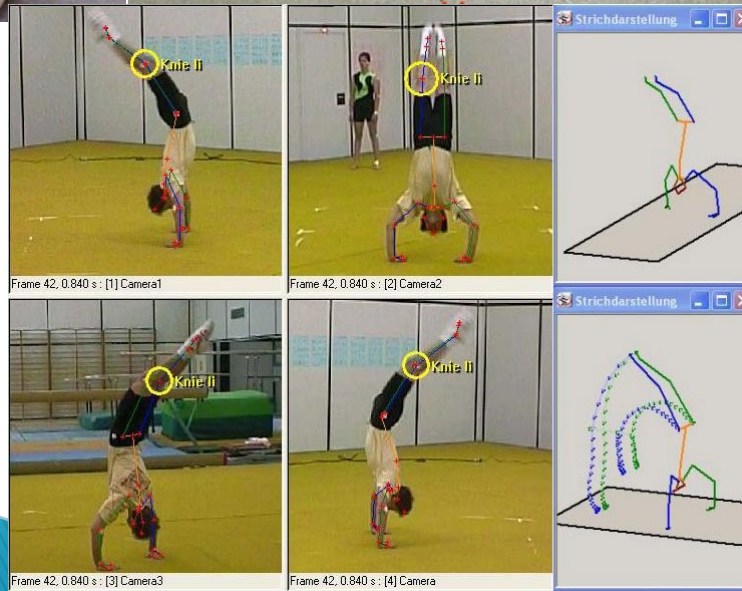 Knie li
Knie li
Strichdarstellung
Frame 42, 0.840 s : [1] Camera1
Frame 42, 0.840 s : [2] Camera2
Strichdarstellung
Knie li
Knie li
Frame 42, 0.840 s : [3] Camera3
Frame 42, 0.840 s : [4] Camera